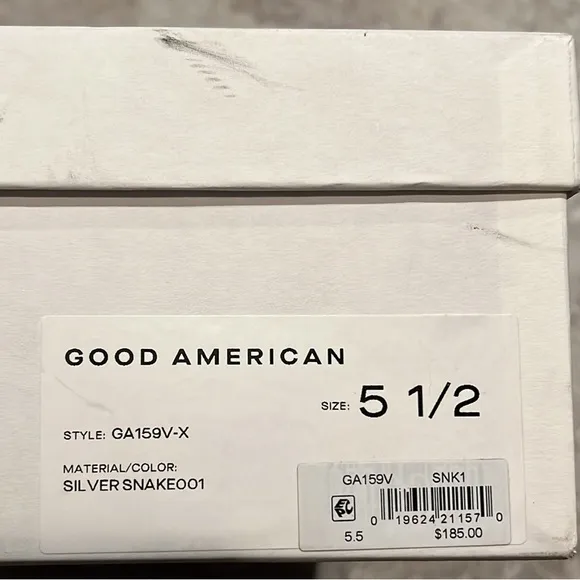 GOOD AMERICAN
SIZE: 5 1/2
STYLE: GA159V-X
MATERIAL/COLOR:
SILVER SNAKE001
GA159V SNK1
0 19624 21157 0
5.5 $185.00